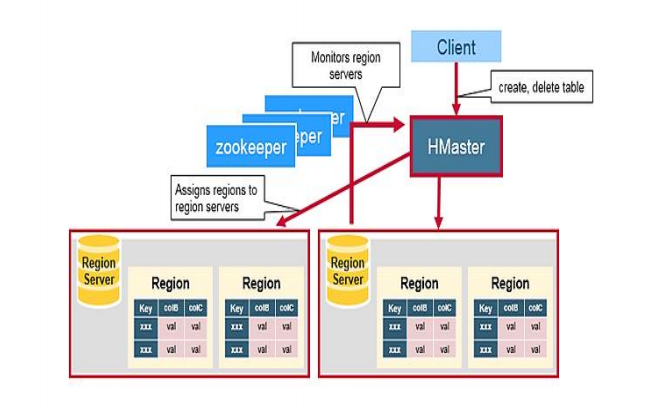 Client
Monitors region
servers
create, delete table
er
eper
zookeeper
HMaster
Assigns regions to
region servers
Region
Server
Region
Key colB colC
xxx val val
xxx val val
Region
Key colB colC
xxx val val
xxx val val
Region
Server
Region
Key colB colC
xxx val val
xxx val val
Region
Key colB colC
xxx val val
xxx val val